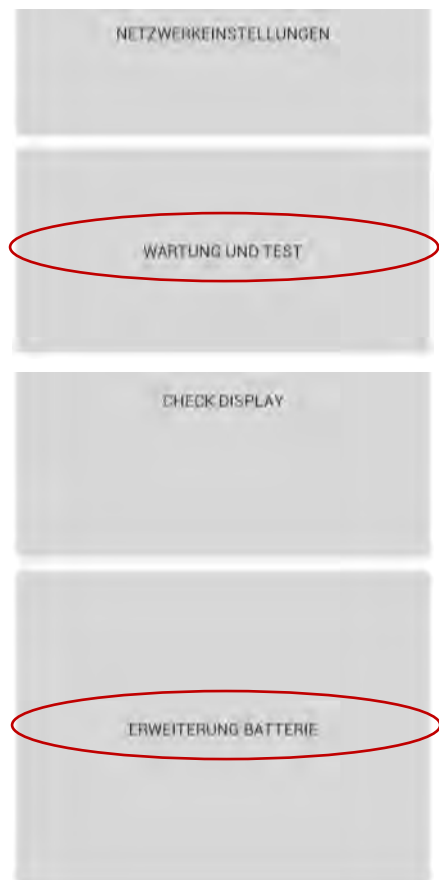 NETZWERKEINSTELLUNGEN
WARTUNG UND TEST
CHECK DISPLAY
ERWEITERUNG BATTERIE